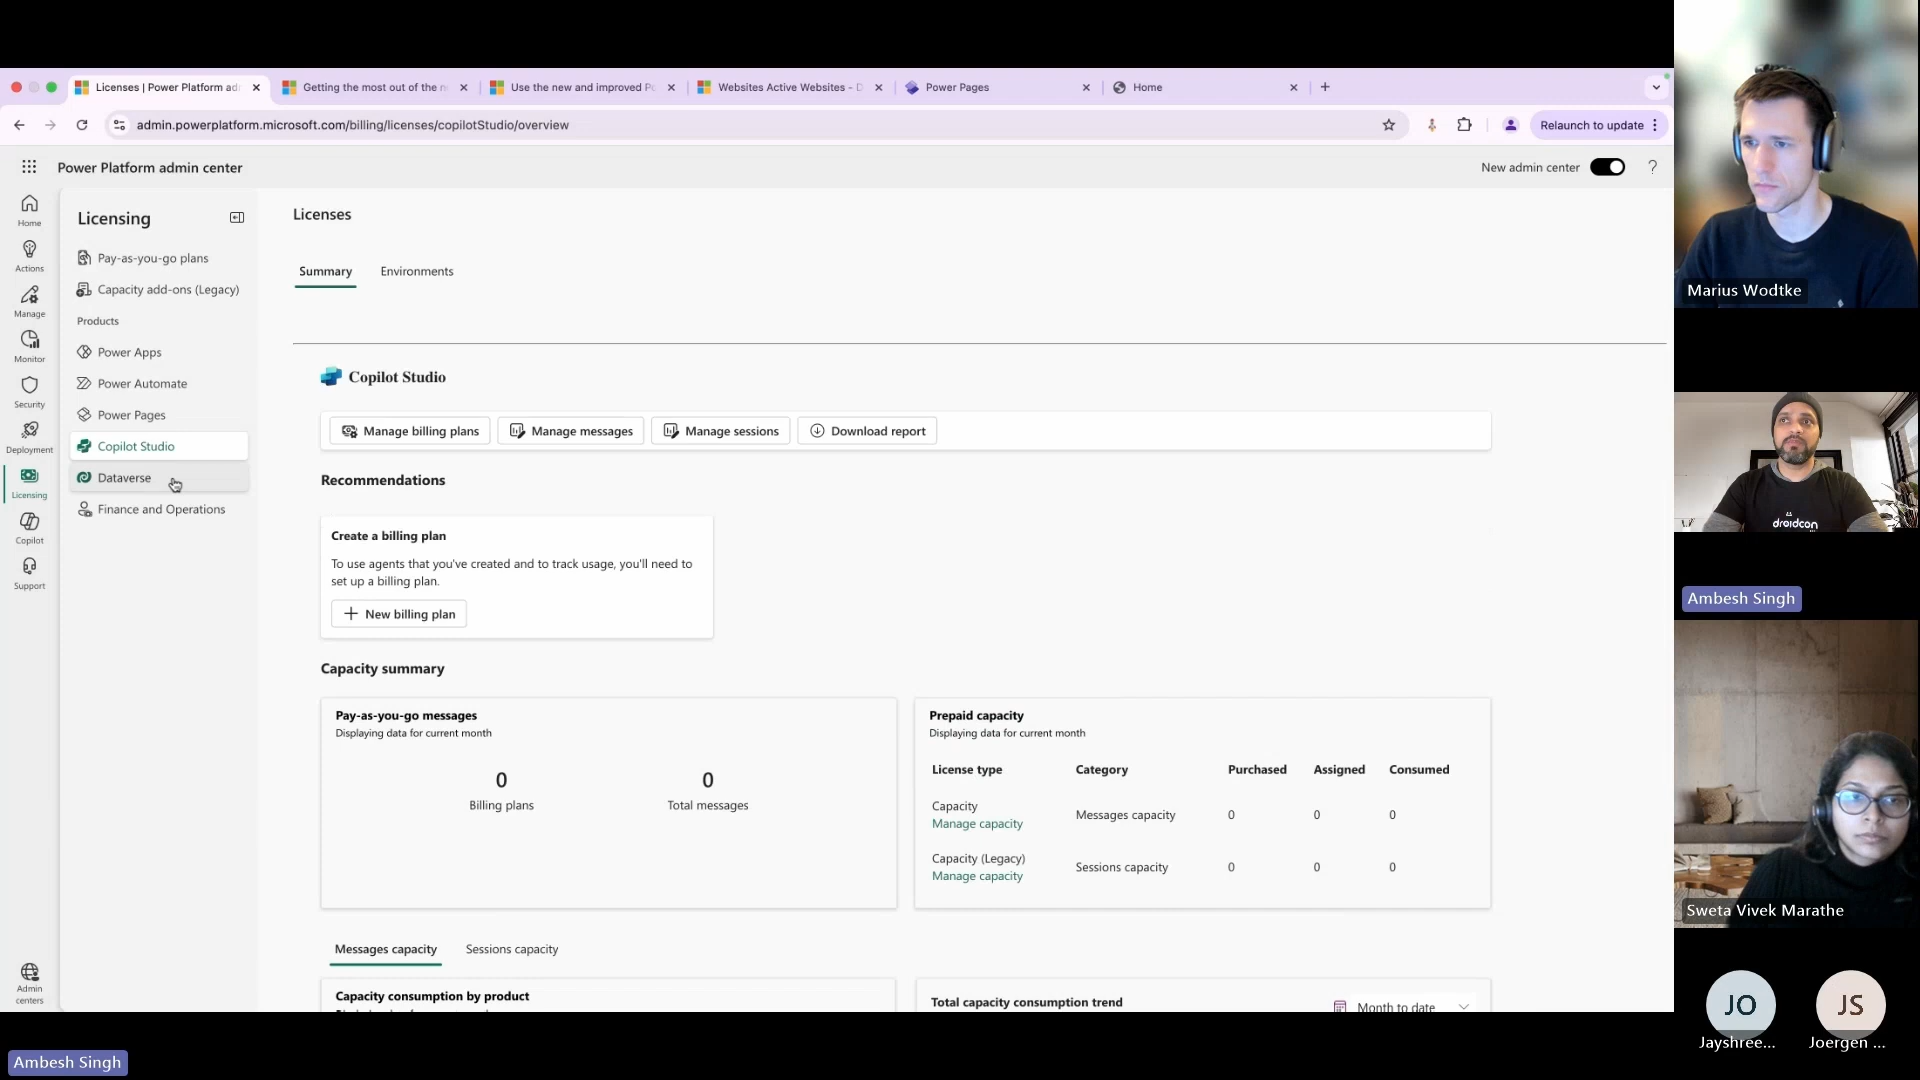 Licenses | Power Platform ad
Getting the most out of the n
Use the new and improved Po
Websites Active Websites - D
Power Pages
Home
admin.powerplatform.microsoft.com/billing/licenses/copilotStudio/overview
Relaunch to update
Power Platform admin center
New admin center
?
Home
Actions
Manage
Monitor
Security
Deployment
Licensing
Copilot
Support
Admin
centers
Licensing
Pay-as-you-go plans
Capacity add-ons (Legacy)
Products
Power Apps
Power Automate
Power Pages
Copilot Studio
Dataverse
Finance and Operations
Licenses
Summary
Environments
Copilot Studio
Manage billing plans
Manage messages
Manage sessions
Download report
Recommendations
Create a billing plan
To use agents that you've created and to track usage, you'll need to
set up a billing plan.
New billing plan
Capacity summary
Pay-as-you-go messages
Displaying data for current month
0
Billing plans
0
Total messages
Prepaid capacity
Displaying data for current month
License type Category Purchased Assigned Consumed
Capacity
Manage capacity
Messages capacity 0 0 0
Capacity (Legacy)
Manage capacity
Sessions capacity 0 0 0
Messages capacity
Sessions capacity
Capacity consumption by product
Total capacity consumption trend
Month to date
Marius Wodtke
droidcon
Ambesh Singh
Sweta Vivek Marathe
JO
Jayshree...
JS
Joergen ...
Ambesh Singh